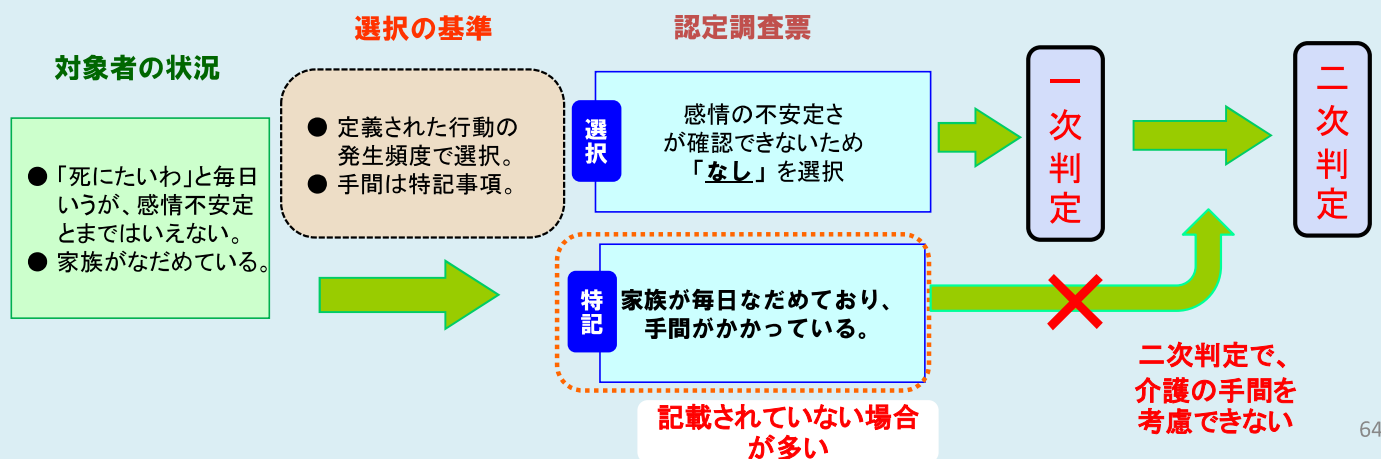 選択の基準
認定調査票
対象者の状況
● 「死にたいわ」と毎日
いうが、感情不安定
とまではいえない。
● 家族がなだめている。
● 定義された行動の
発生頻度で選択。
● 手間は特記事項。
選択
感情の不安定さ
が確認できないため
「なし」を選択
特記
家族が毎日なだめており、
手間がかかっている。
記載されていない場合
が多い
一次判定
二次判定
二次判定で、
介護の手間を
考慮できない
64